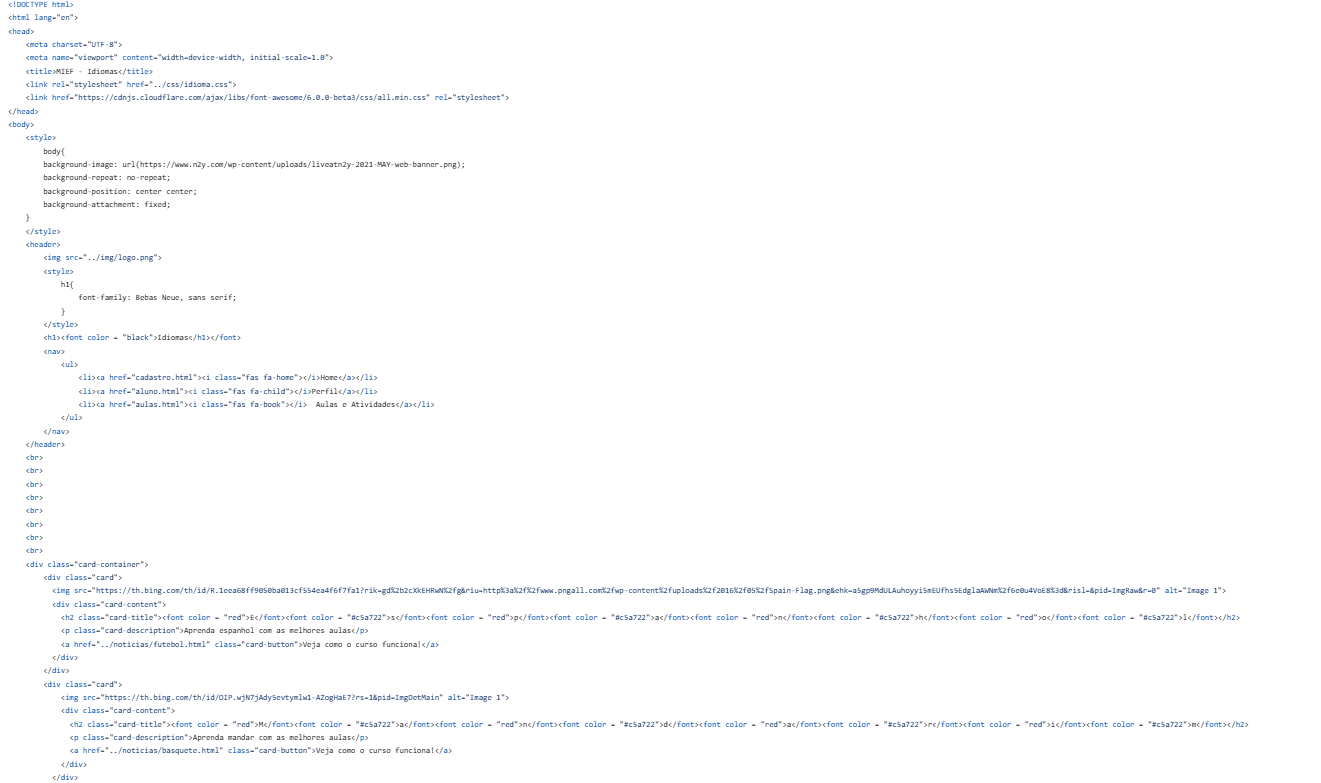 <!DOCTYPE html>
<html lang="en">
<head>
    <meta charset="UTF-8">
    <meta name="viewport" content="width=device-width, initial-scale=1.0">
    <title>MIEF - Idiomas</title>
    <link rel="stylesheet" href="../css/idioma.css">
    <link href="https://cdnjs.cloudflare.com/ajax/libs/font-awesome/6.0.0-beta3/css/all.min.css" rel="stylesheet">
</head>
<body>
    <style>
        body{
        background-image: url(https://www.n2y.com/wp-content/uploads/liveatn2y-2021-MAY-web-banner.png);
        background-repeat: no-repeat;
        background-position: center center;
        background-attachment: fixed;
    }
    </style>
    <header>
        <img src="../img/logo.png">
        <style>
            h1{
                font-family: Bebas Neue, sans serif;
            }
        </style>
        <h1><font color = "black">Idiomas</h1></font>
        <nav>
            <ul>
                <li><a href="cadastro.html"><i class="fas fa-home"></i>Home</a></li>
                <li><a href="aluno.html"><i class="fas fa-child"></i>Perfil</a></li>
                <li><a href="aulas.html"><i class="fas fa-book"></i>  Aulas e Atividades</a></li>
            </ul>
        </nav>
    </header>
    <br>
    <br>
    <br>
    <br>
    <br>
    <br>
    <br>
    <br>
    <div class="card-container">
        <div class="card">
          <img src="https://th.bing.com/th/id/R.1eea68ff9050ba013cf554ea4f6f7fa1?rik=gd%2b2cXkEHRwN%2fg&riu=http%3a%2f%2fwww.pngall.com%2fwp-content%2fuploads%2f2016%2f05%2fSpain-Flag.png&ehk=aSgp9MdULAuhoyyi5mEUfhs5EdglaAWNm%2f6e0u4VoE8%3d&risl=&pid=ImgRaw&r=0" alt="Image 1">
          <div class="card-content">
            <h2 class="card-title"><font color = "red">E</font><font color = "#c5a722">s</font><font color = "red">p</font><font color = "#c5a722">a</font><font color = "red">n</font><font color = "#c5a722">h</font><font color = "red">o</font><font color = "#c5a722">l</font></h2>
            <p class="card-description">Aprenda espanhol com as melhores aulas</p>
            <a href="../noticias/futebol.html" class="card-button">Veja como o curso funciona!</a>
          </div>
        </div>
        <div class="card">
            <img src="https://th.bing.com/th/id/OIP.wjN7jAdy5evtymlw1-AZogHaE7?rs=1&pid=ImgDetMain" alt="Image 1">
            <div class="card-content">
              <h2 class="card-title"><font color = "red">M</font><font color = "#c5a722">a</font><font color = "red">n</font><font color = "#c5a722">d</font><font color = "red">a</font><font color = "#c5a722">r</font><font color = "red">i</font><font color = "#c5a722">m</font></h2>
              <p class="card-description">Aprenda mandar com as melhores aulas</p>
              <a href="../noticias/basquete.html" class="card-button">Veja como o curso funciona!</a>
            </div>
          </div>